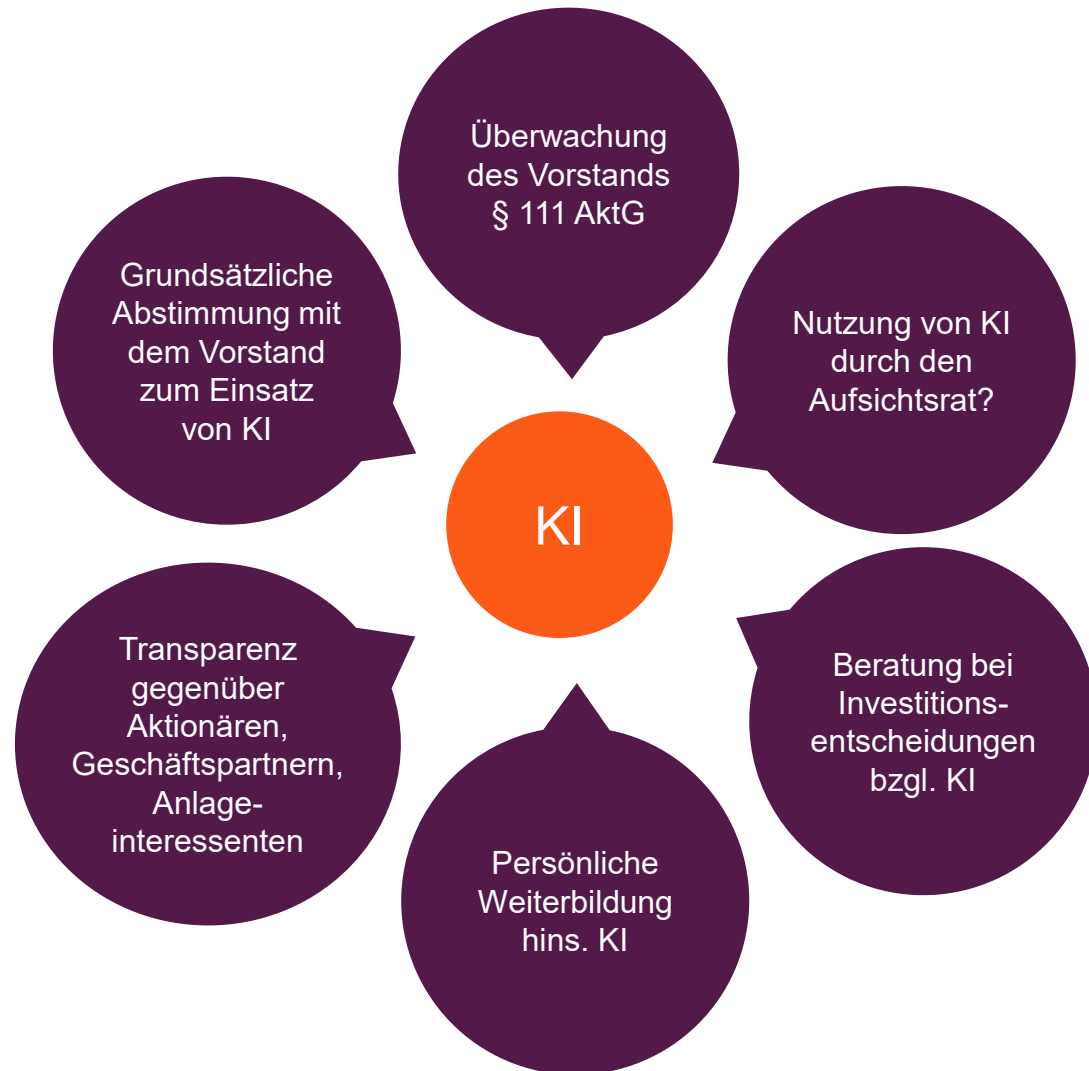 Überwachung
des Vorstands
§ 111 AktG
Nutzung von KI
durch den
Aufsichtsrat?
Beratung bei
Investitions-
entscheidungen
bzgl. KI
Persönliche
Weiterbildung
hins. KI
Transparenz
gegenüber
Aktionären,
Geschäftspartnern,
Anlage-
interessenten
Grundsätzliche
Abstimmung mit
dem Vorstand
zum Einsatz
von KI
KI